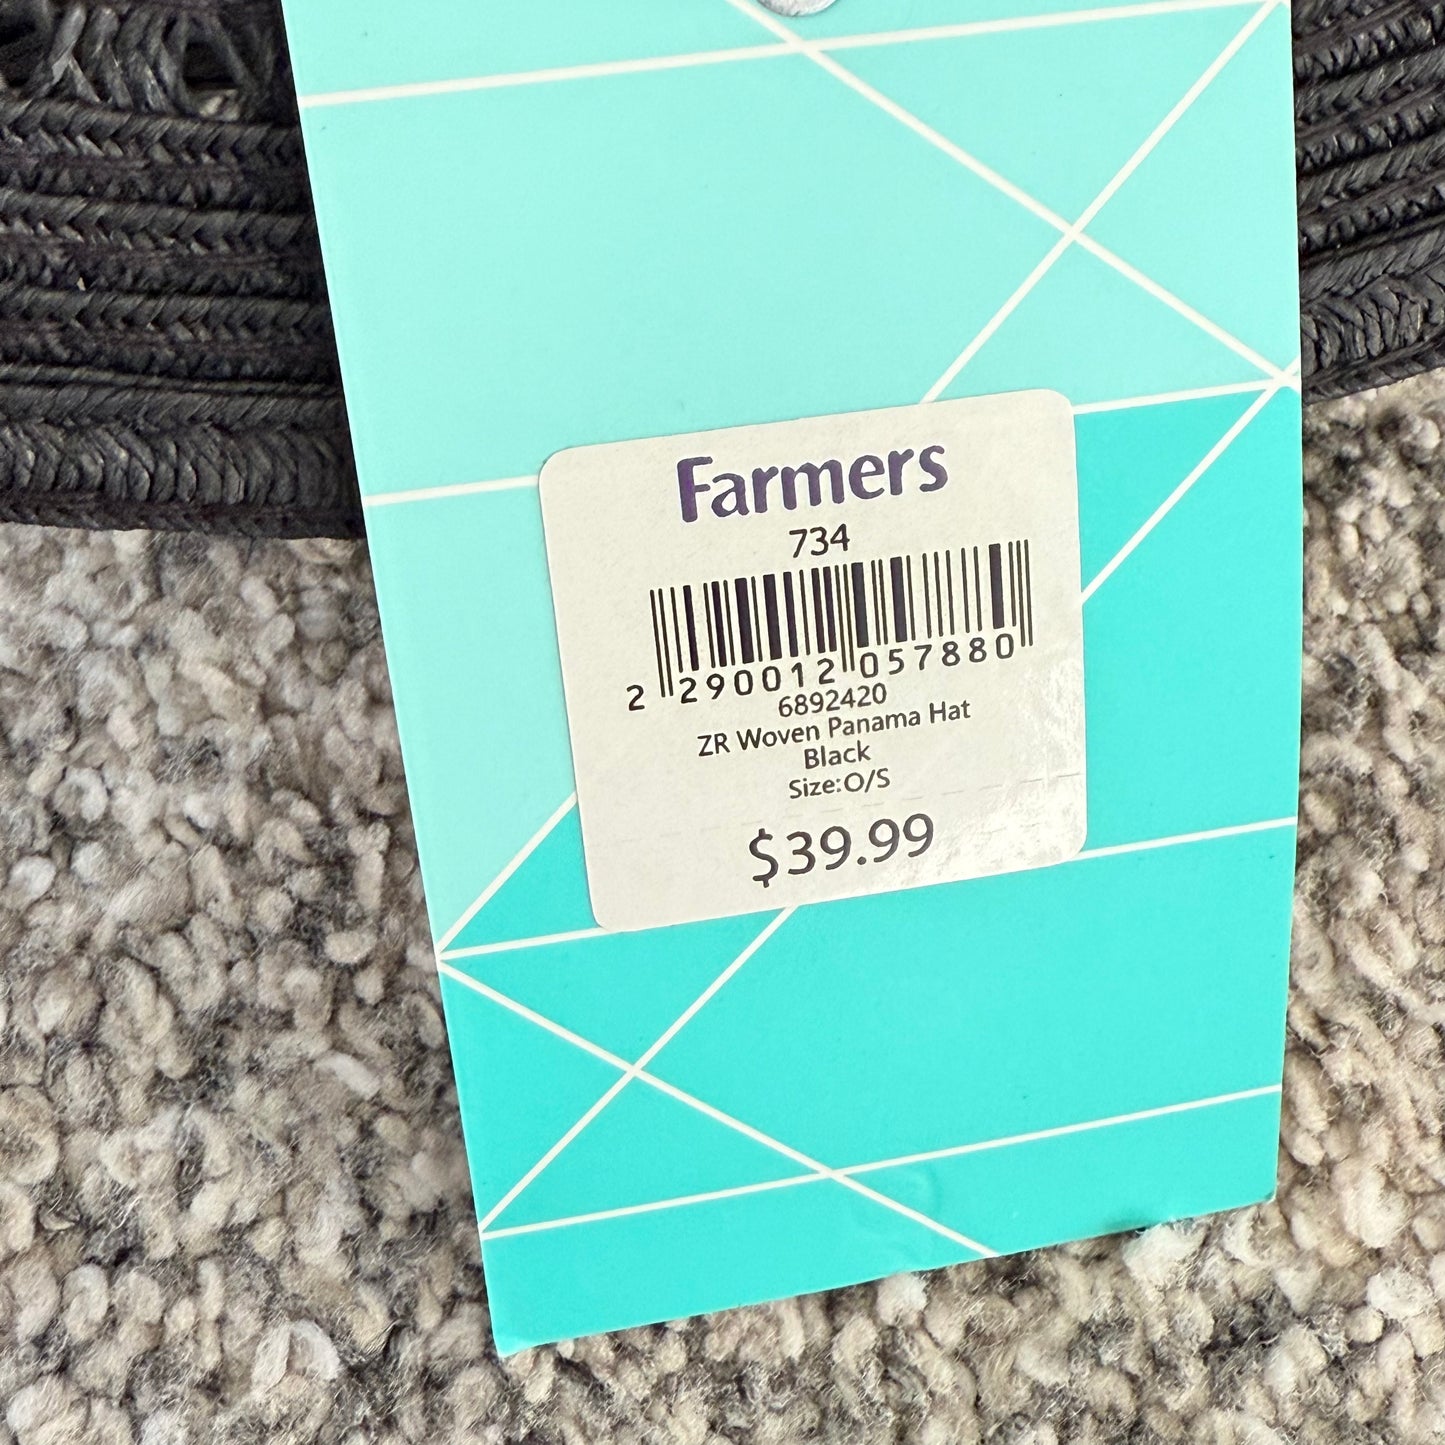 Farmers
734
2 290012 057880
6892420
ZR Woven Panama Hat
Black
Size:O/S
$39.99